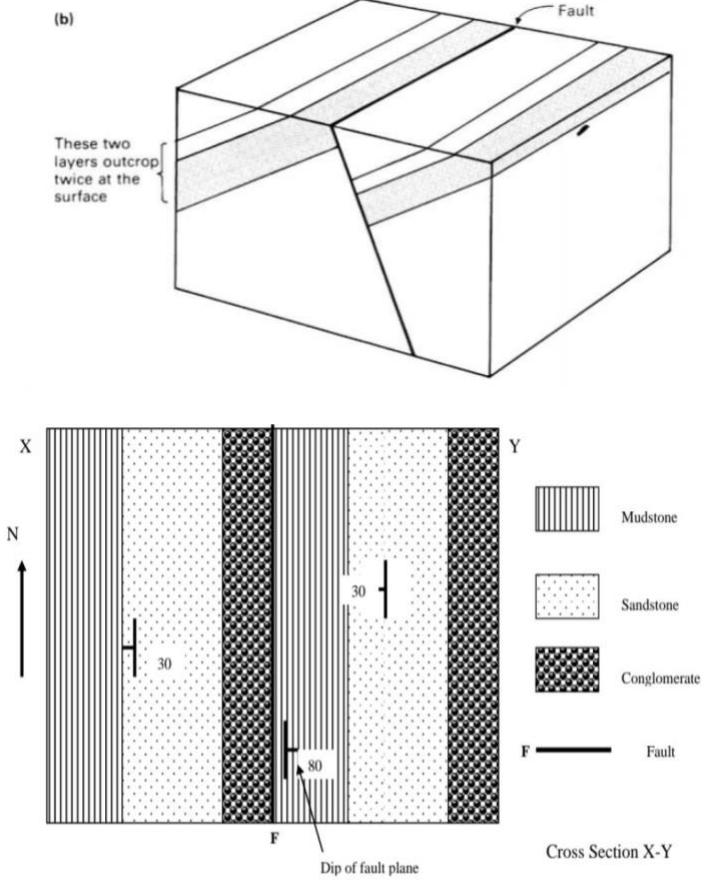 (b)
Fault
These two
layers outcrop
twice at the
surface
X
Y
N
Mudstone
30
Sandstone
30
Conglomerate
80
F
Fault
F
Cross Section X-Y
Dip of fault plane